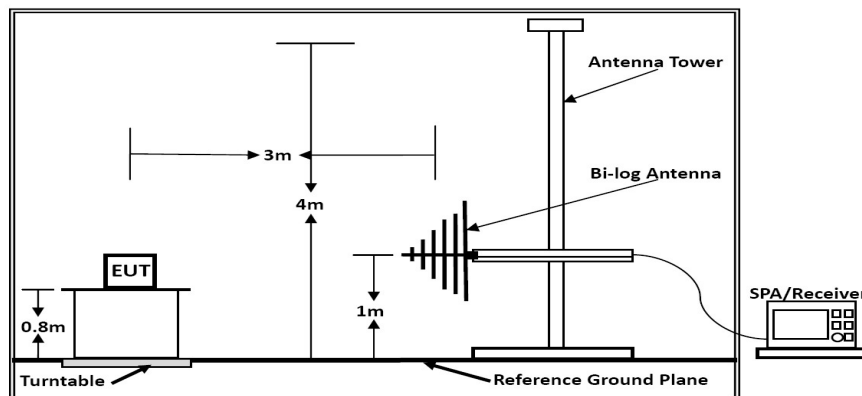 Antenna Tower
3m
Bi-log Antenna
4m
EUT
1m
SPA/Receiver
0.8m
Turntable
Reference Ground Plane